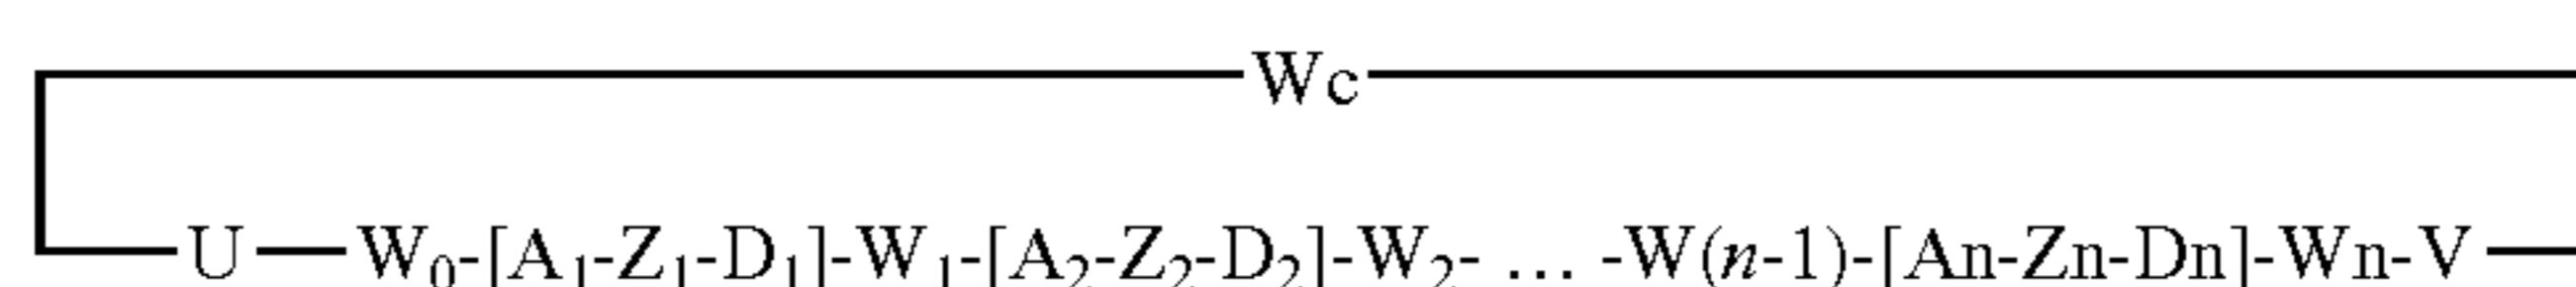 Wc
U—W₀-[A₁-Z₁-D₁]-W₁-[A₂-Z₂-D₂]-W₂- … -W(n-1)-[An-Zn-Dn]-Wn-V—